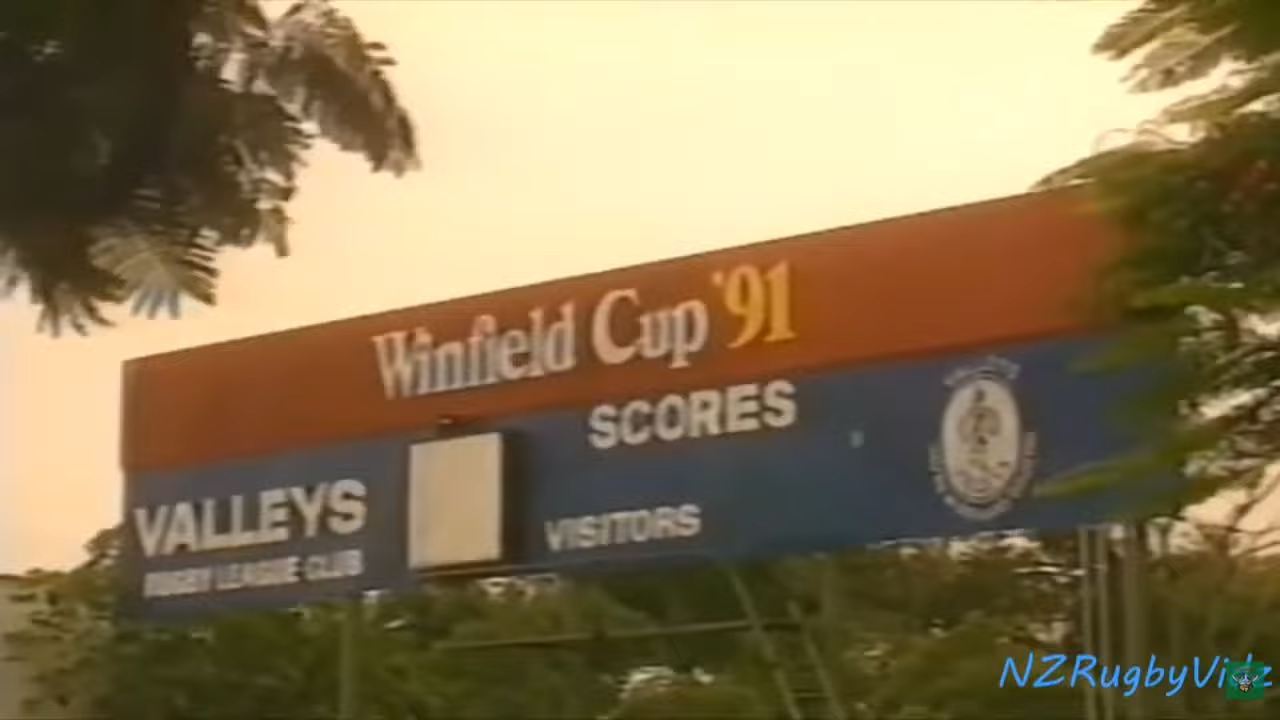 Winfield Cup '91
SCORES
VALLEYS
RUGBY LEAGUE CLUB
VISITORS
NZRugbyVidz